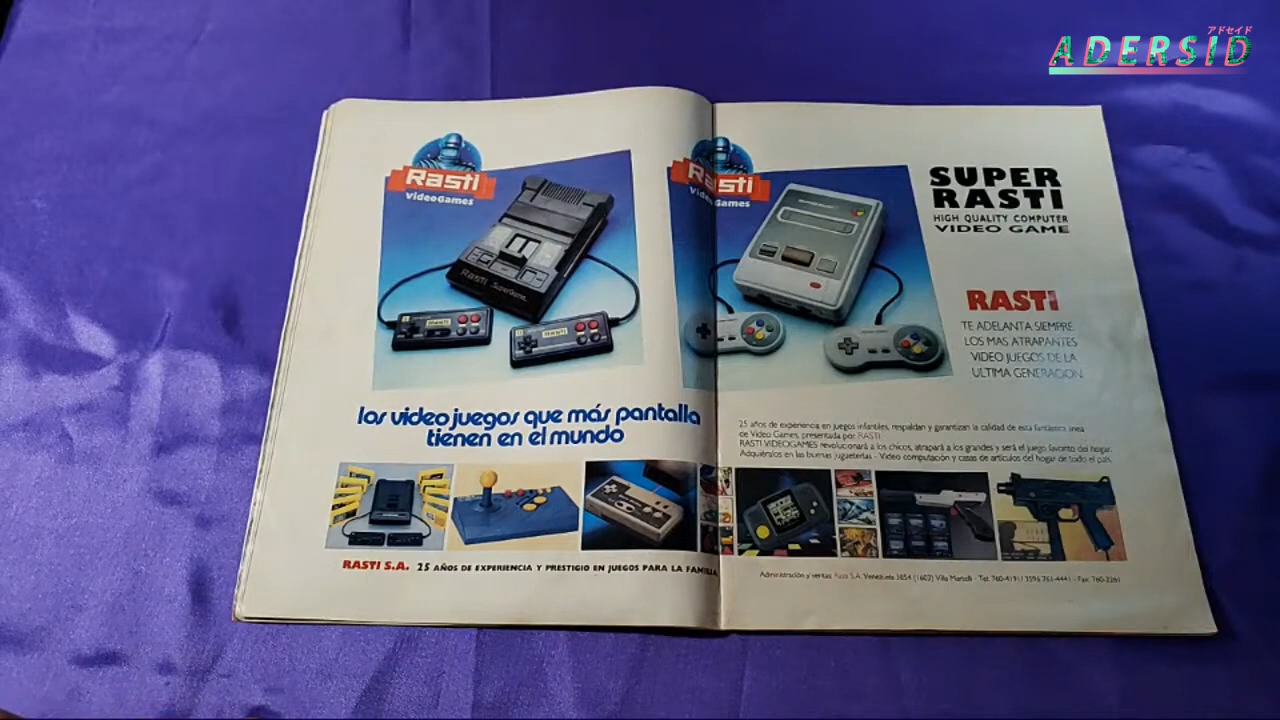 アドセイド
ADERSID
Rasti
VideoGames
Rasti SuperGame
Rasti
Games
SUPER
RASTI
HIGH QUALITY COMPUTER
VIDEO GAME
RASTI
TE ADELANTA SIEMPRE
LOS MAS ATRAPANTES
VIDEO JUEGOS DE LA
ULTIMA GENERACION
los video juegos que más pantalla
tienen en el mundo
25 años de experiencia en juegos infantiles, respaldan y garantizan la calidad de esta fantástica línea
de Video Games, presentada por RASTI.
RASTI VIDEOGAMES revolucionará a los chicos, atrapará a los grandes y será el juego favorito del hogar.
Adquiéralos en las buenas jugueterías - Video computación y casas de artículos del hogar de todo el país.
RASTI S.A. 25 AÑOS DE EXPERIENCIA Y PRESTIGIO EN JUEGOS PARA LA FAMILIA
Administración y ventas: Rasti S.A. Venezuela 3854 (1603) Villa Martelli - Tel: